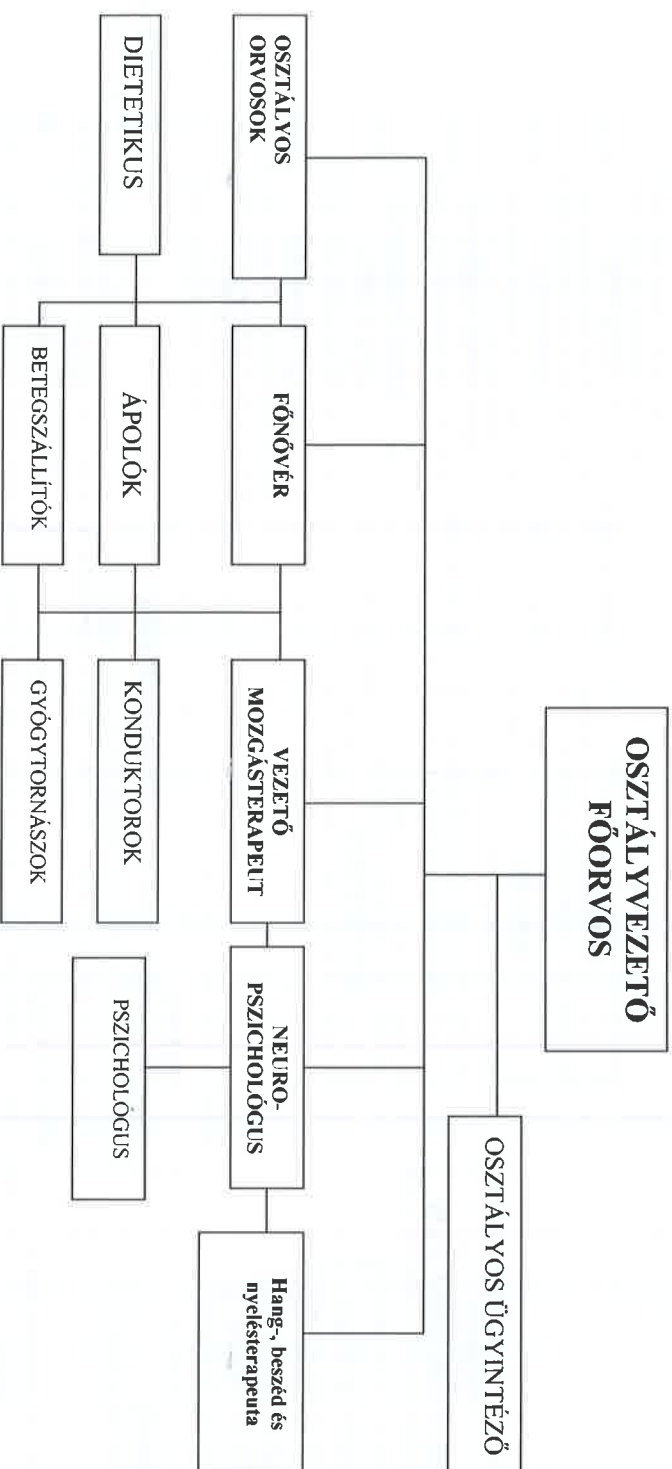 OSZTÁLYVEZETŐ
FŐORVOS
OSZTÁLYOS ÜGYINTÉZŐ
OSZTÁLYOS
ORVOSOK
FŐNŐVÉR
VEZETŐ
MOZGÁSTERAPEUT
NEURO-
PSZICHOLÓGUS
Hang-, beszéd és
nyelésterapeuta
DIETETIKUS
ÁPOLÓK
KONDUKTOROK
PSZICHOLÓGUS
BETEGSZÁLLÍTÓK
GYÓGYTORNÁSZOK